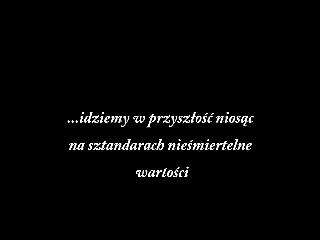 ...idziemy w przyszłość niosąc
na sztandarach nieśmiertelne
wartości